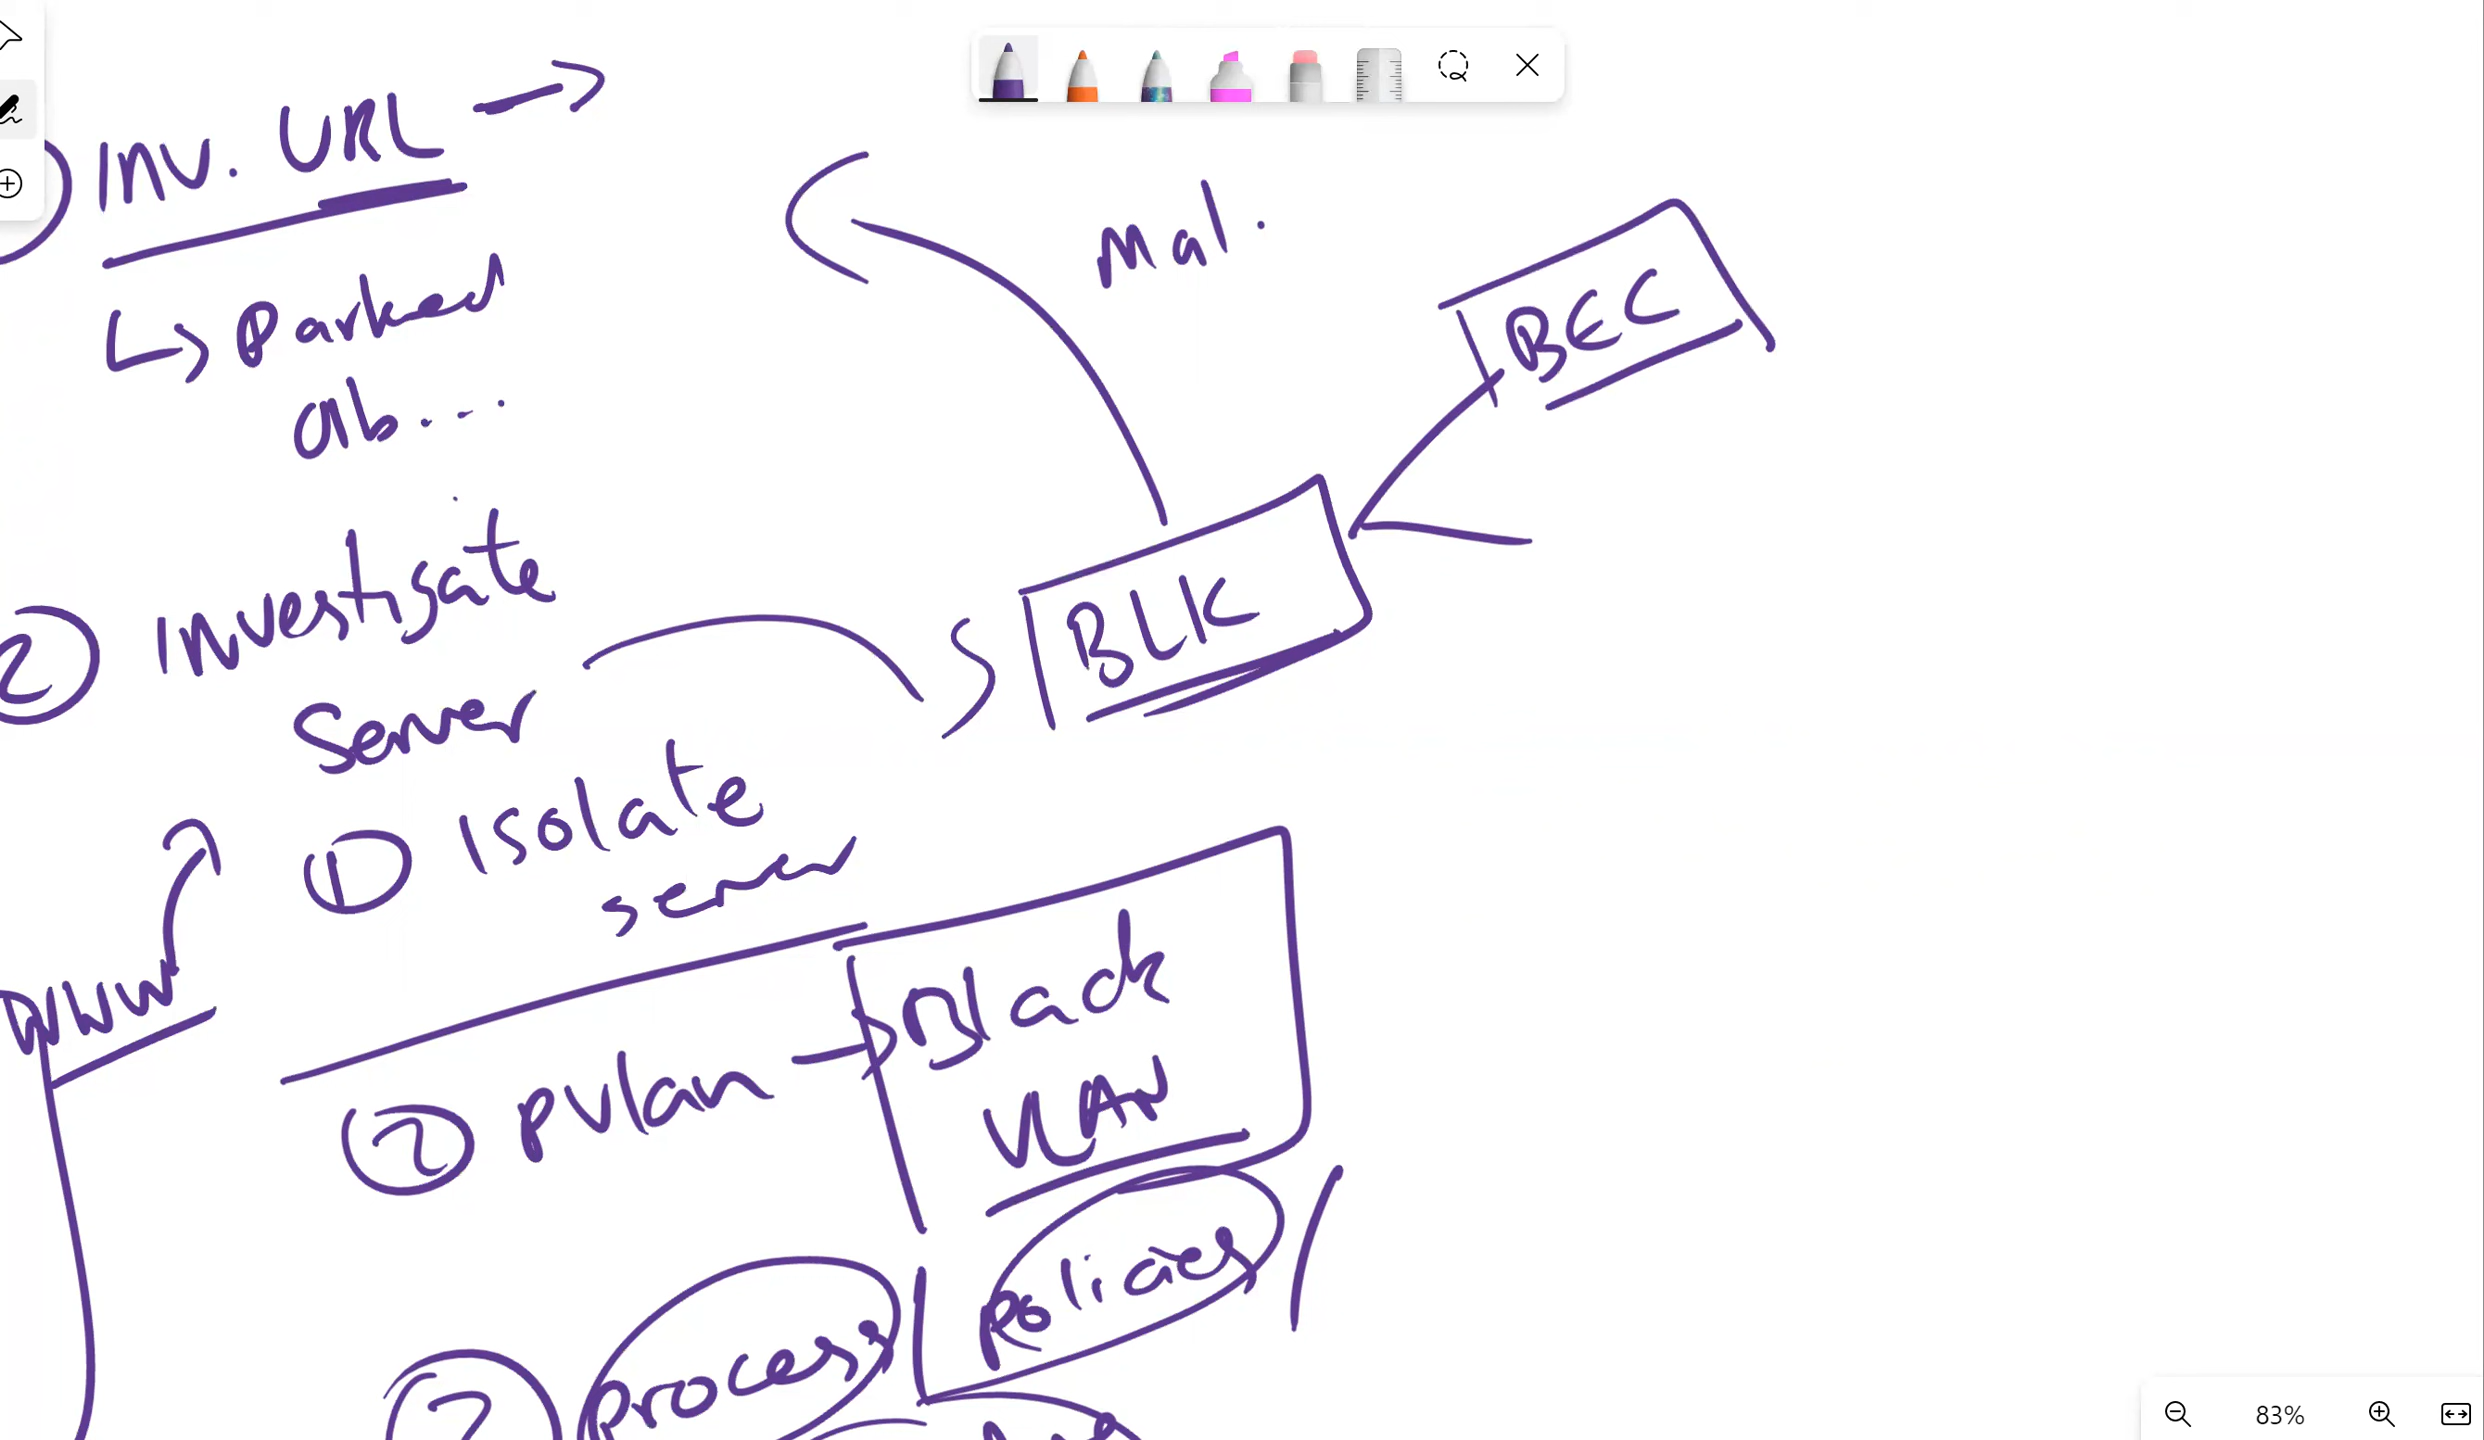 Inv. URL →
↳ Parked
Mal.
BEC
② Investigate
Server
BLK
① Isolate
server
WWW
② pvlan → Black
VLAN
policies
process
83%